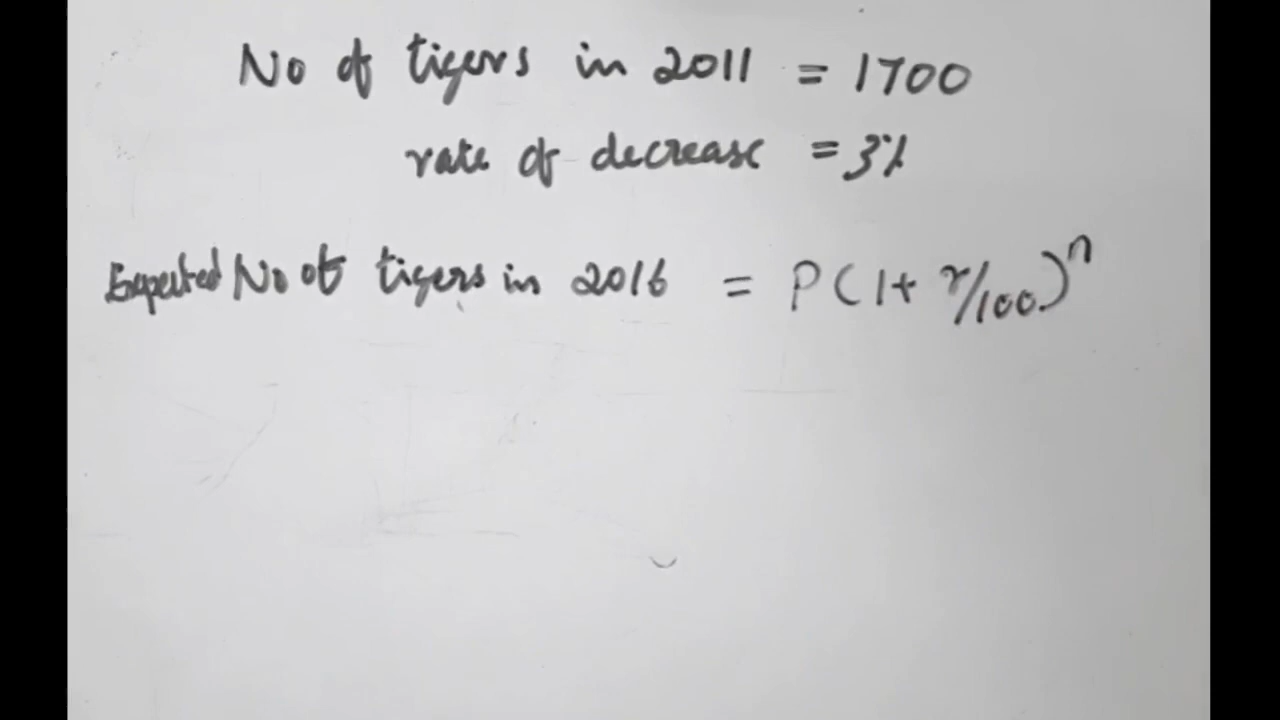 No of tigers in 2011 = 1700
rate of decrease = 3%
Expected No of tigers in 2016 = P(1+ r/100)^n